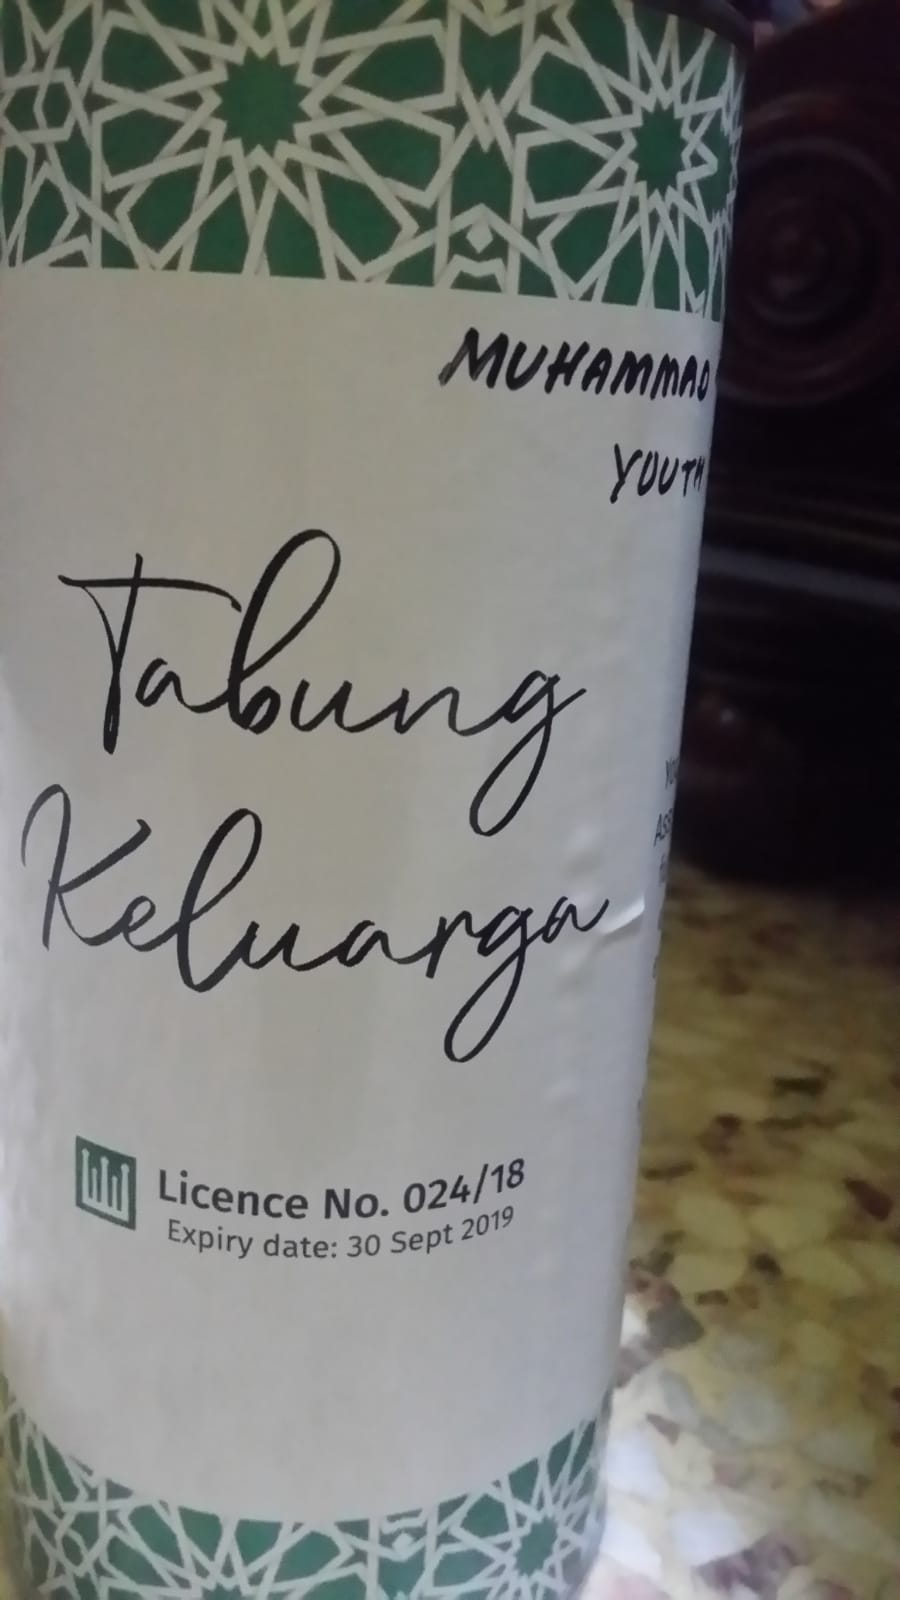 MUHAMMAD
YOUTH
Tabung
Keluarga
Licence No. 024/18
Expiry date: 30 Sept 2019